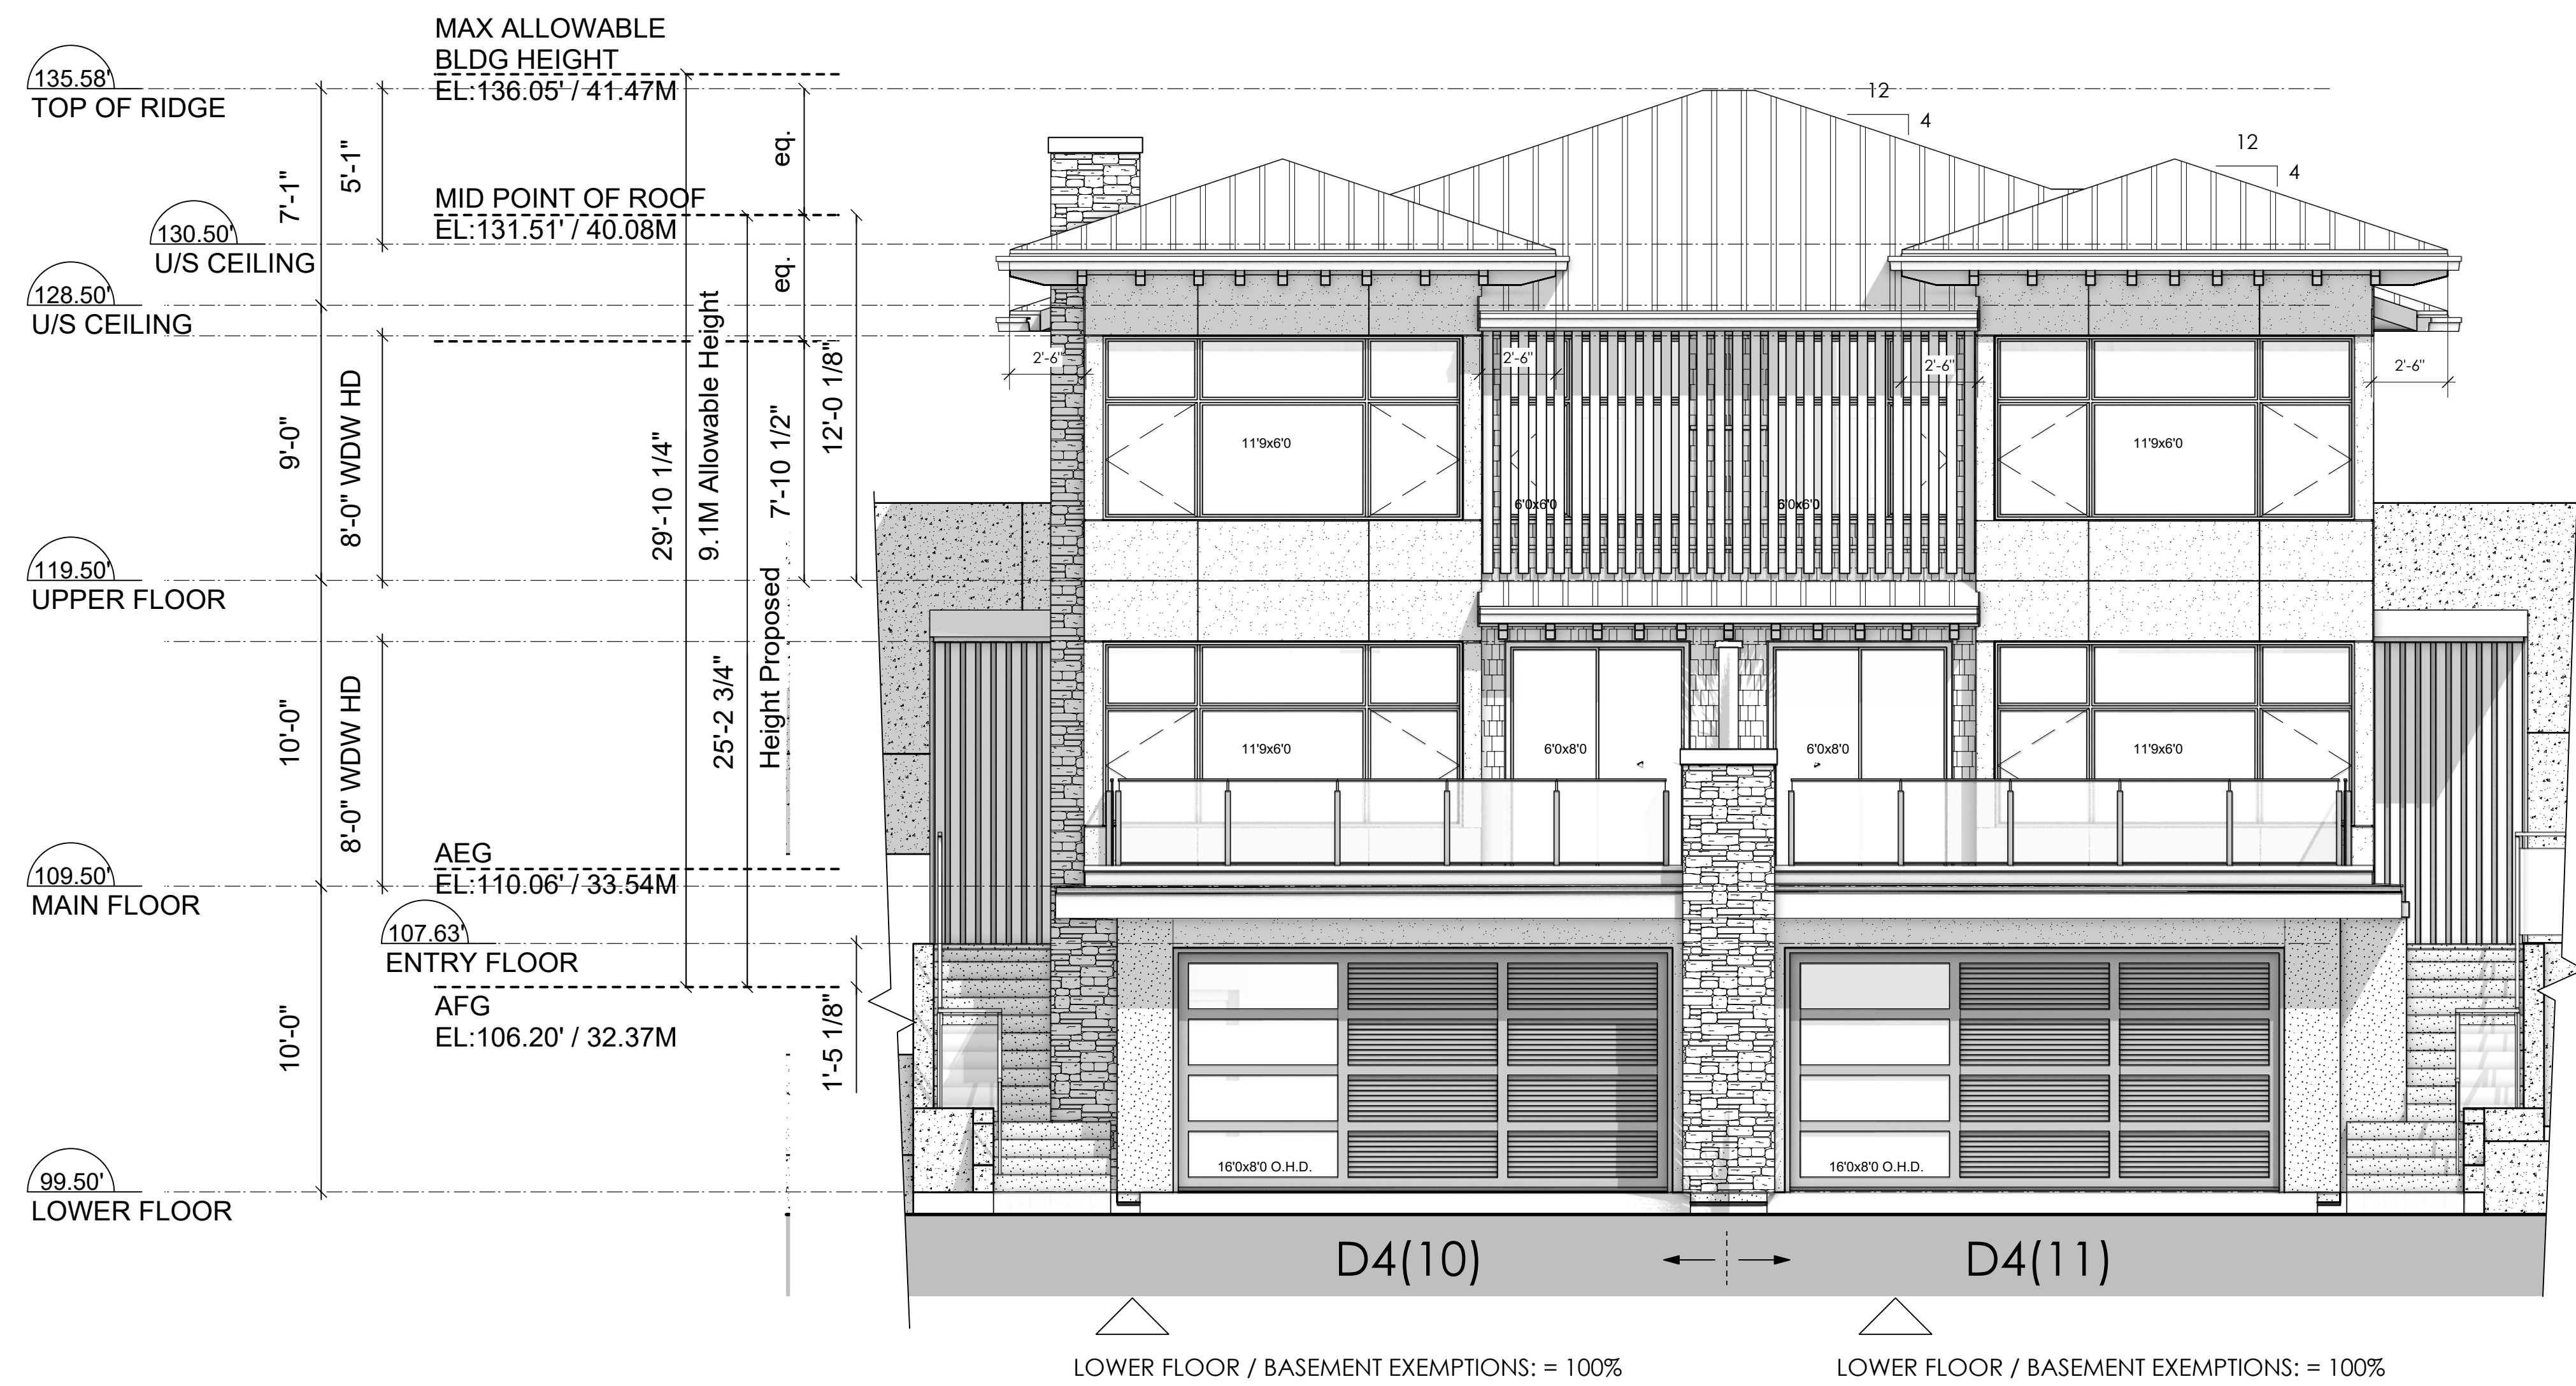 MAX ALLOWABLE
BLDG HEIGHT
EL:136.05' / 41.47M
135.58'
TOP OF RIDGE
12
4
12
4
7'-1"
5'-1"
eq.
MID POINT OF ROOF
EL:131.51' / 40.08M
130.50'
U/S CEILING
eq.
128.50'
U/S CEILING
2'-6"
2'-6"
2'-6"
2'-6"
9'-0"
8'-0" WDW HD
29'-10 1/4"
9.1M Allowable Height
7'-10 1/2"
12'-0 1/8"
11'9x6'0
6'0x6'0
6'0x6'0
11'9x6'0
119.50'
UPPER FLOOR
10'-0"
8'-0" WDW HD
25'-2 3/4"
Height Proposed
11'9x6'0
6'0x8'0
6'0x8'0
11'9x6'0
AEG
EL:110.06' / 33.54M
109.50'
MAIN FLOOR
107.63'
ENTRY FLOOR
AFG
EL:106.20' / 32.37M
10'-0"
1'-5 1/8"
16'0x8'0 O.H.D.
16'0x8'0 O.H.D.
99.50'
LOWER FLOOR
D4(10)
D4(11)
LOWER FLOOR / BASEMENT EXEMPTIONS: = 100%
LOWER FLOOR / BASEMENT EXEMPTIONS: = 100%